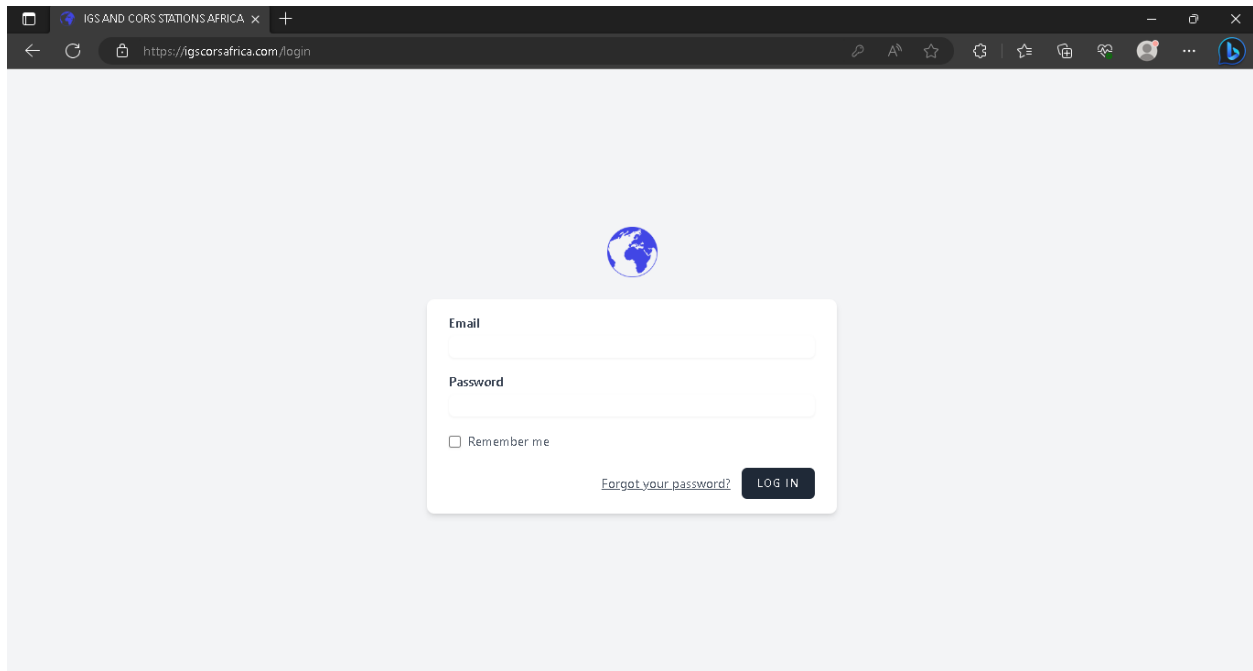 IGS AND CORS STATIONS AFRICA
https://igscorsafrica.com/login
Email
Password
Remember me
Forgot your password? LOG IN